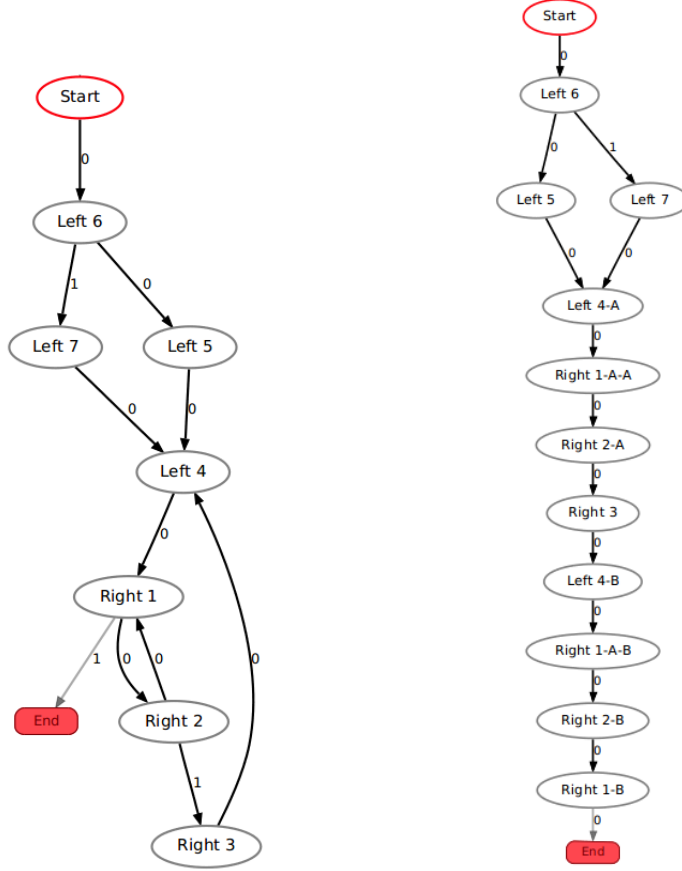 Start
0
Left 6
1
0
Left 7
Left 5
0
0
Left 4
0
Right 1
1
0
0
0
End
Right 2
1
Right 3
Start
0
Left 6
0
1
Left 5
Left 7
0
0
Left 4-A
0
Right 1-A-A
0
Right 2-A
0
Right 3
0
Left 4-B
0
Right 1-A-B
0
Right 2-B
0
Right 1-B
0
End